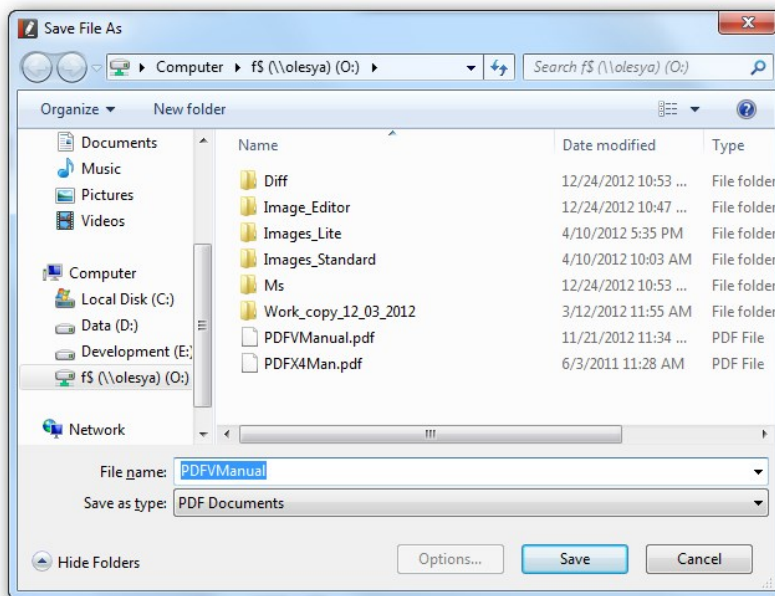 Save File As
Computer f$ (\\olesya) (O:) Search f$ (\\olesya) (O:)
Organize New folder
Documents
Music
Pictures
Videos
Computer
Local Disk (C:)
Data (D:)
Development (E:
f$ (\\olesya) (O:)
Network
Name Date modified Type
Diff 12/24/2012 10:53 ... File folder
Image_Editor 12/24/2012 10:47 ... File folder
Images_Lite 4/10/2012 5:35 PM File folder
Images_Standard 4/10/2012 10:03 AM File folder
Ms 12/24/2012 10:53 ... File folder
Work_copy_12_03_2012 3/12/2012 11:55 AM File folder
PDFVManual.pdf 11/21/2012 11:34 ... PDF File
PDFX4Man.pdf 6/3/2011 11:28 AM PDF File
File name: PDFVManual
Save as type: PDF Documents
Hide Folders Options... Save Cancel